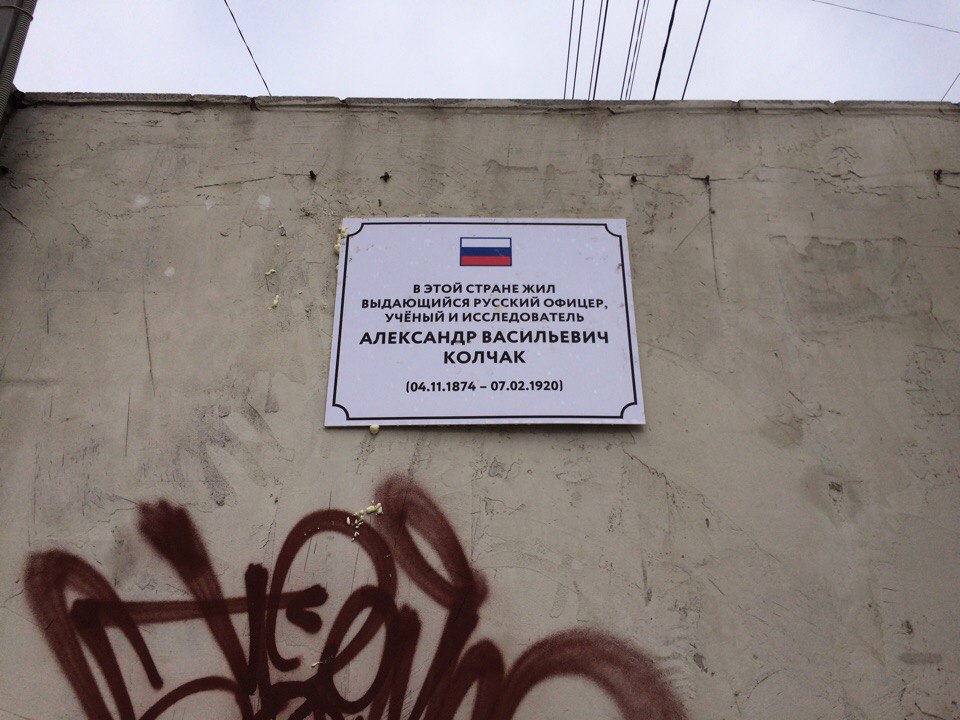 В ЭТОЙ СТРАНЕ ЖИЛ
ВЫДАЮЩИЙСЯ РУССКИЙ ОФИЦЕР,
УЧЁНЫЙ И ИССЛЕДОВАТЕЛЬ
АЛЕКСАНДР ВАСИЛЬЕВИЧ
КОЛЧАК
(04.11.1874 – 07.02.1920)